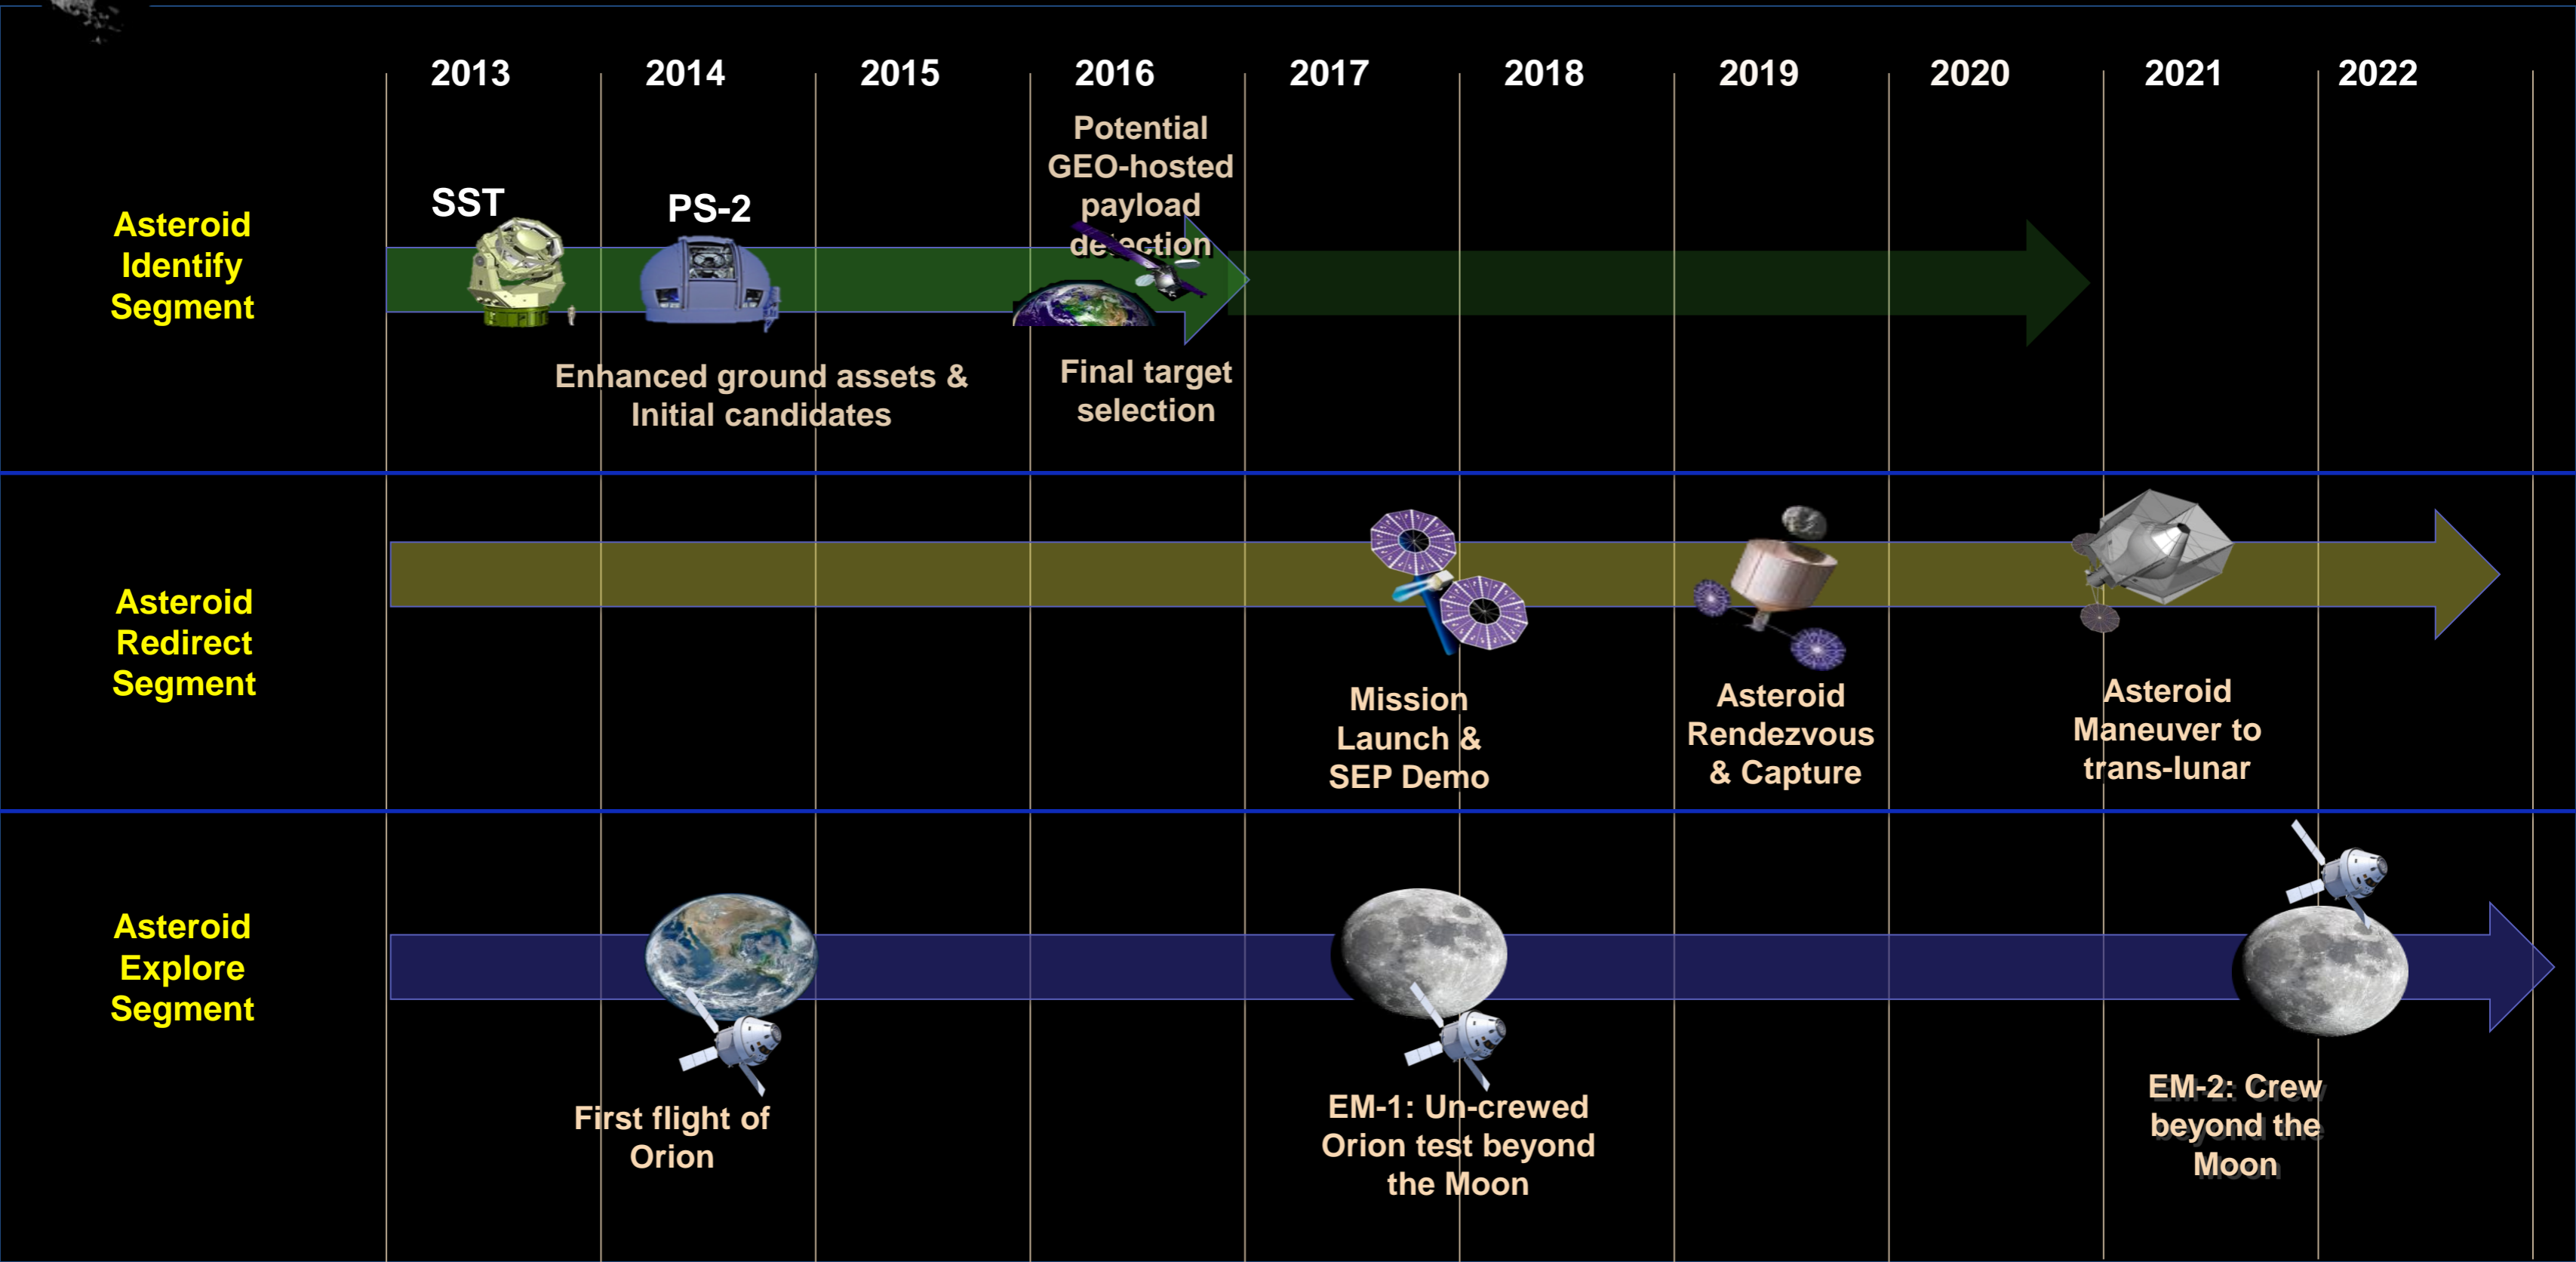 2013
2014
2015
2016
2017
2018
2019
2020
2021
2022
Asteroid
Identify
Segment
SST
PS-2
Potential
GEO-hosted
payload
detection
Enhanced ground assets &
Initial candidates
Final target
selection
Asteroid
Redirect
Segment
Mission
Launch &
SEP Demo
Asteroid
Rendezvous
& Capture
Asteroid
Maneuver to
trans-lunar
Asteroid
Explore
Segment
First flight of
Orion
EM-1: Un-crewed
Orion test beyond
the Moon
EM-2: Crew
beyond the
Moon